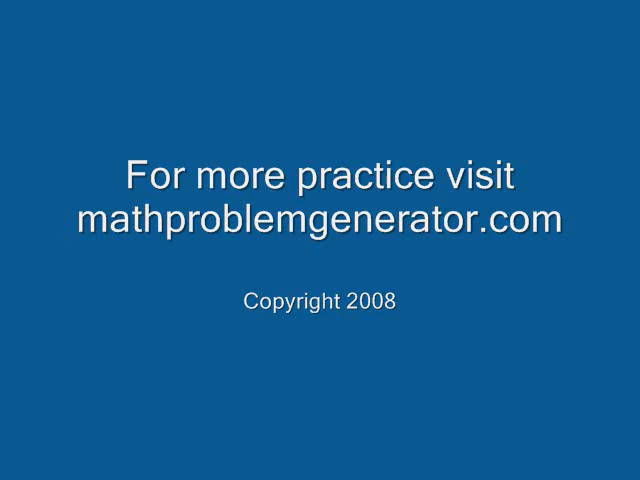 For more practice visit
mathproblemgenerator.com
Copyright 2008